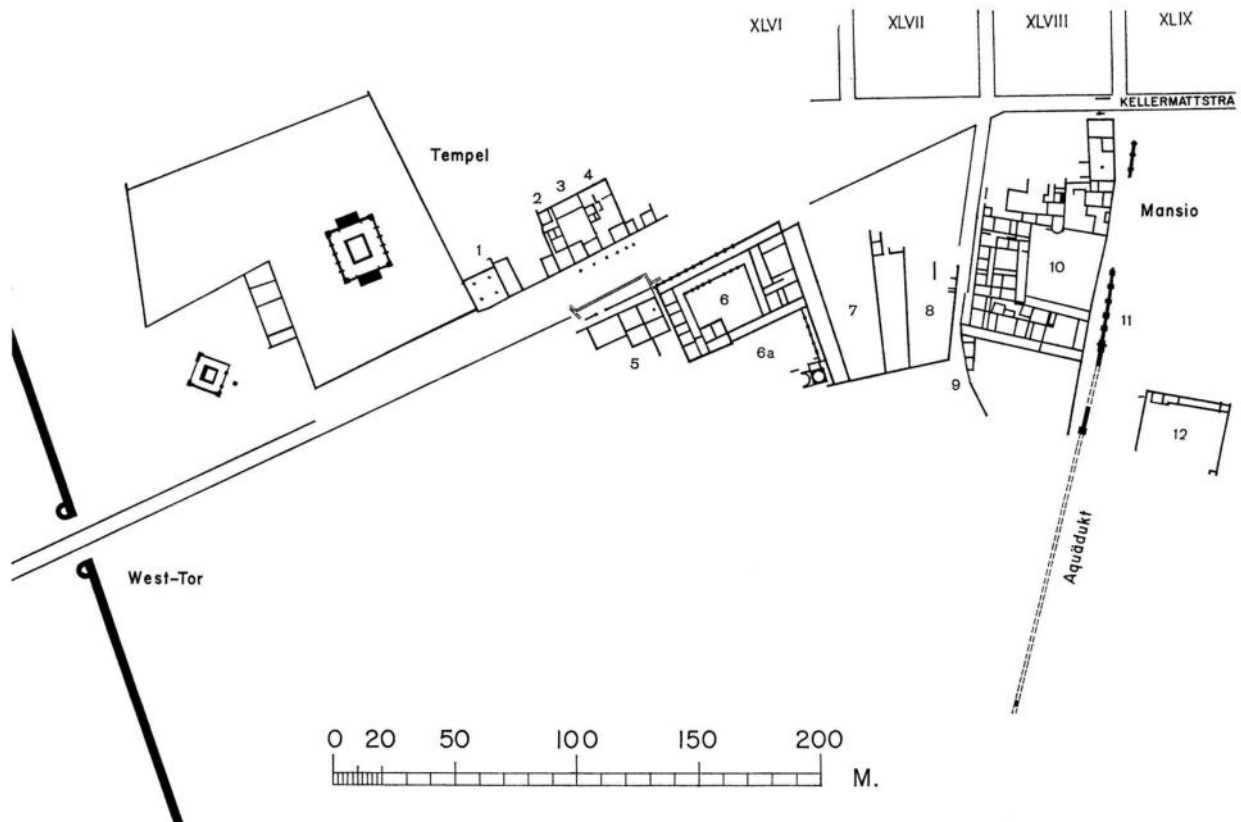 XLVI XLVII XLVIII XLIX
KELLERMATTSTRA
Tempel
2 3 4
Mansio
1
10
6
7 8 11
5 6a
9
12
West-Tor
Aquädukt
0 20 50 100 150 200
M.